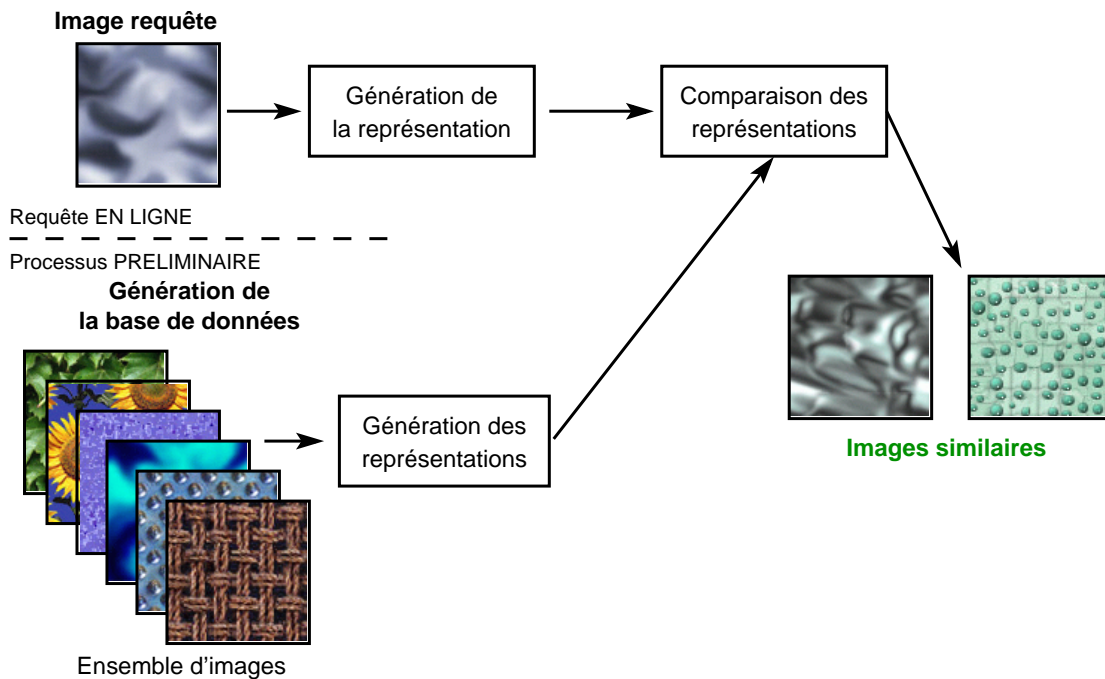 Image requête
Génération de
la représentation
Comparaison des
représentations
Requête EN LIGNE
Processus PRELIMINAIRE
Génération de
la base de données
Génération des
représentations
Images similaires
Ensemble d'images